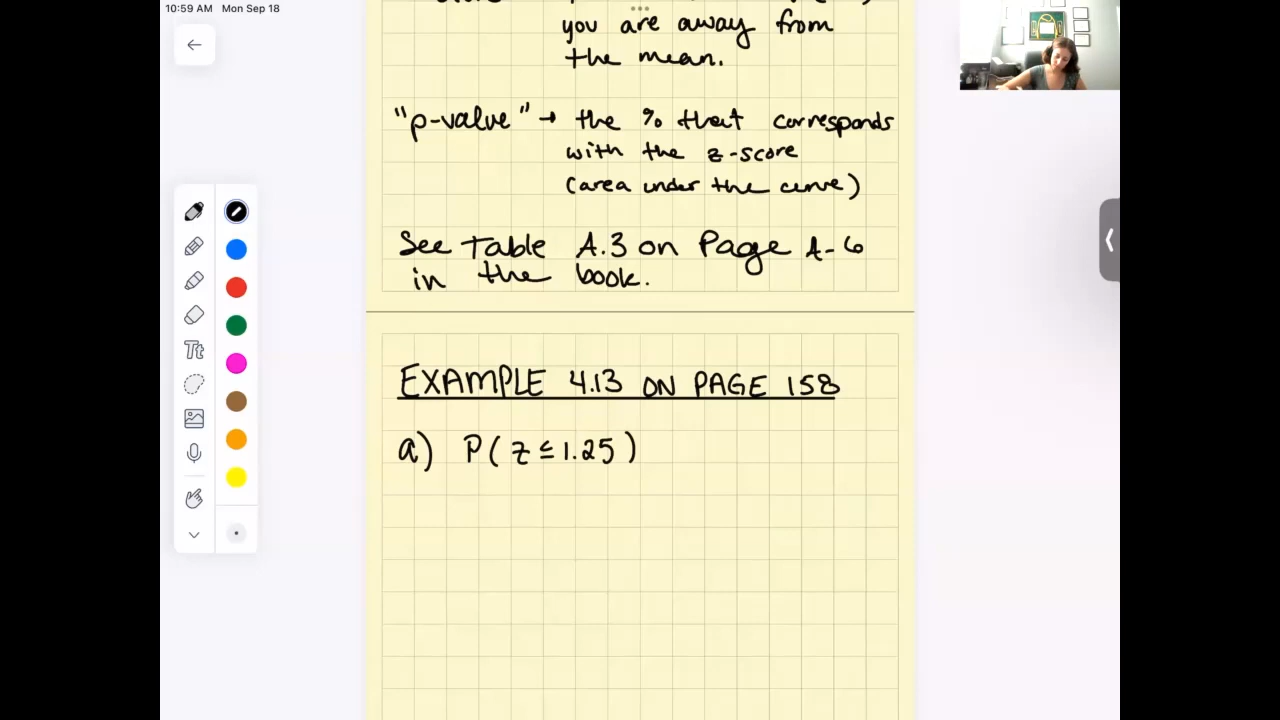 10:59 AM Mon Sep 18
you are away from
the mean.
"p-value" → the % that corresponds
with the z-score
(area under the curve)
See Table A.3 on Page A-6
in the book.
EXAMPLE 4.13 ON PAGE 158
a) P(z ≤ 1.25)
Tt